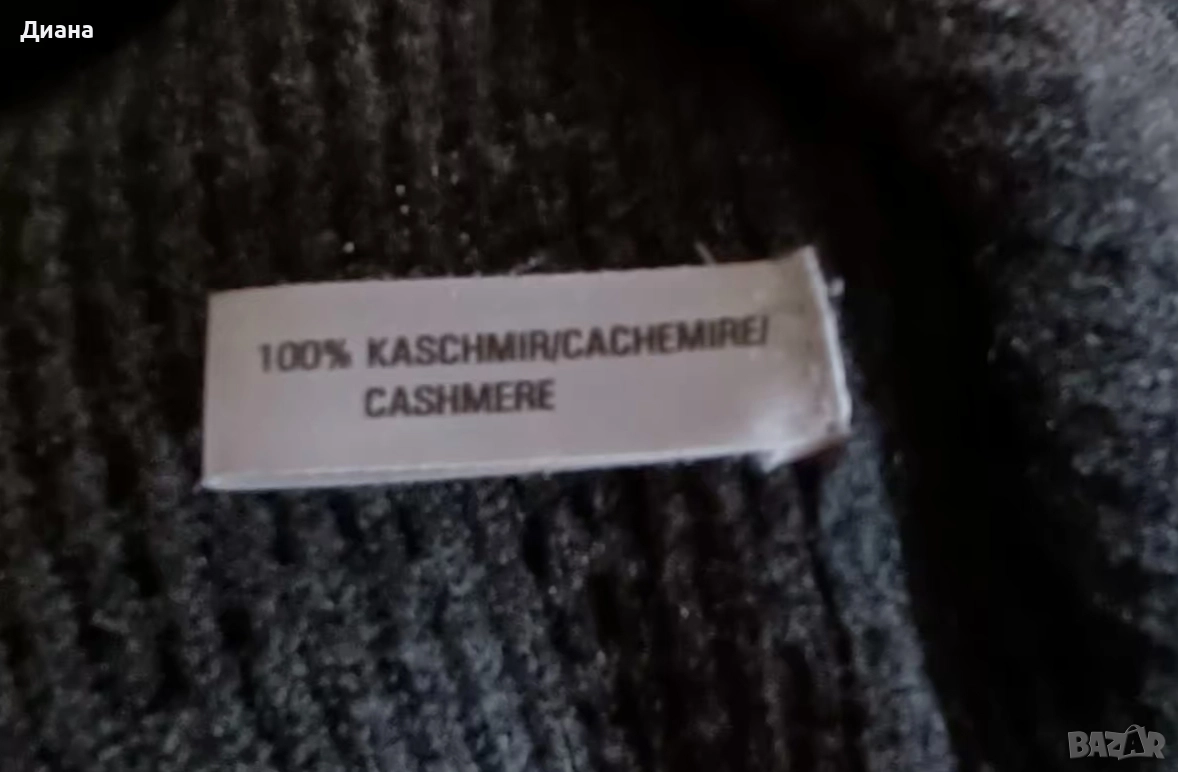 Диана
100% KASCHMIR/CACHEMIRE/
CASHMERE
BAZAR